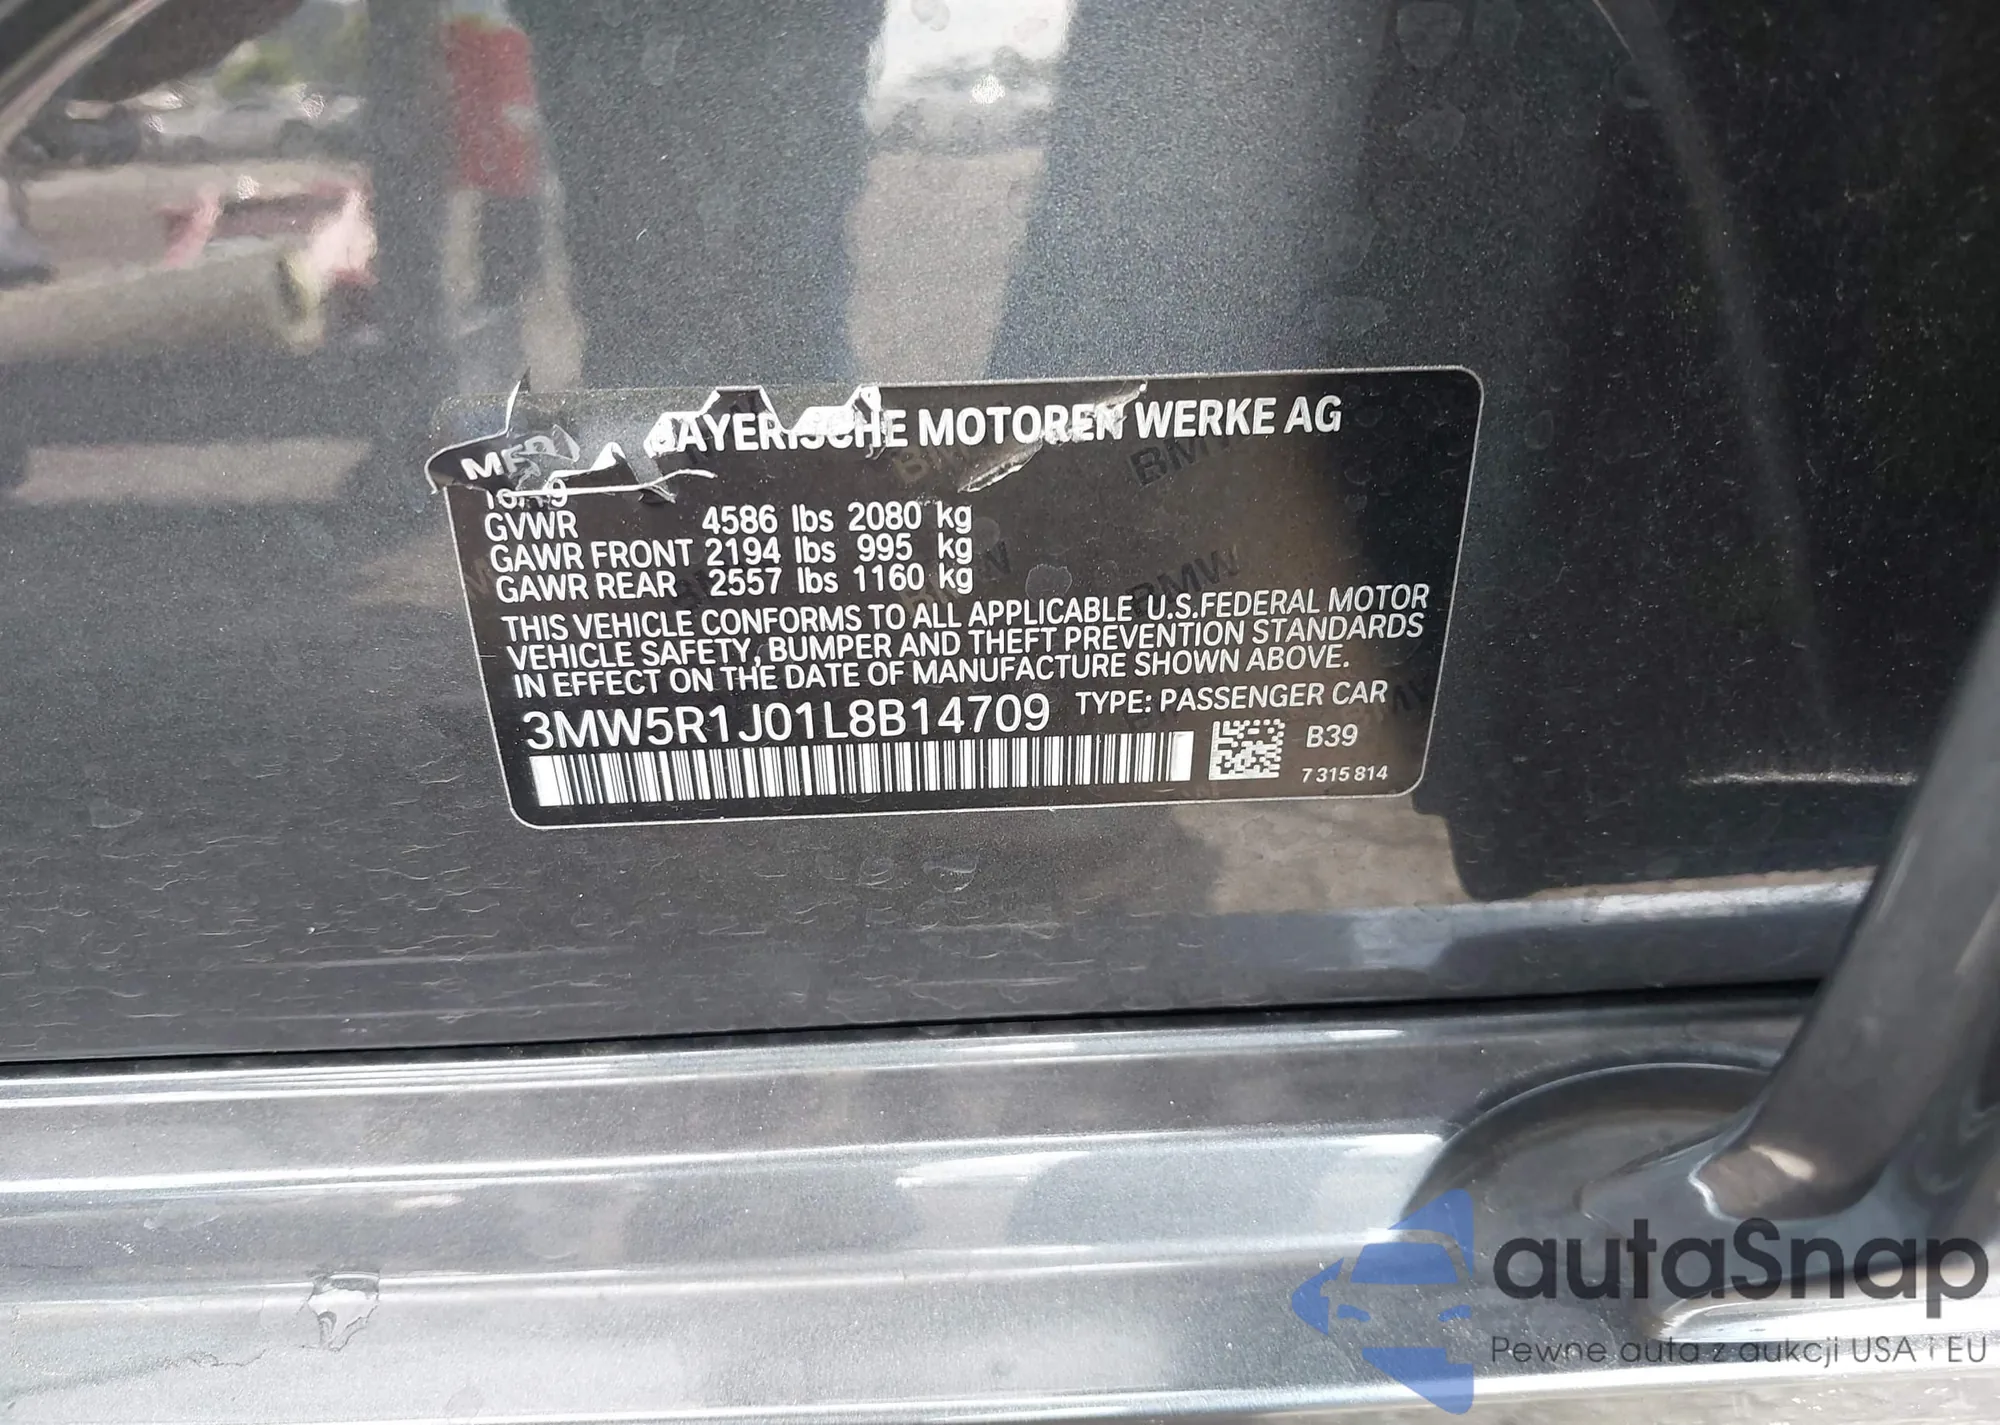 BAYERISCHE MOTOREN WERKE AG
MFD
10/19
GVWR 4586 lbs 2080 kg
GAWR FRONT 2194 lbs 995 kg
GAWR REAR 2557 lbs 1160 kg
THIS VEHICLE CONFORMS TO ALL APPLICABLE U.S.FEDERAL MOTOR
VEHICLE SAFETY, BUMPER AND THEFT PREVENTION STANDARDS
IN EFFECT ON THE DATE OF MANUFACTURE SHOWN ABOVE.
3MW5R1J01L8B14709 TYPE: PASSENGER CAR
B39
7 315 814
autaSnap
Pewne auta z aukcji USA i EU